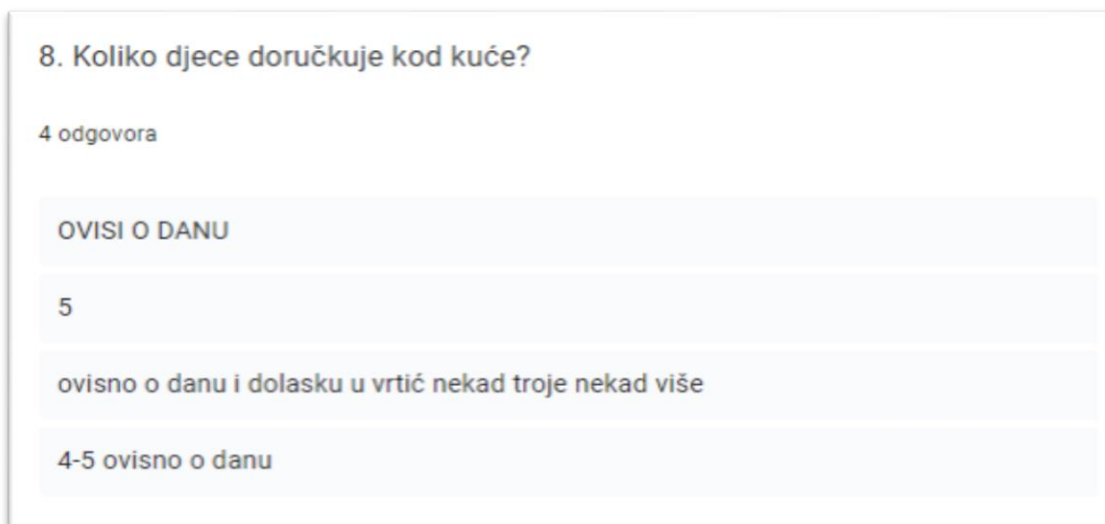 8. Koliko djece doručkuje kod kuće?
4 odgovora
OVISI O DANU
5
ovisno o danu i dolasku u vrtić nekad troje nekad više
4-5 ovisno o danu